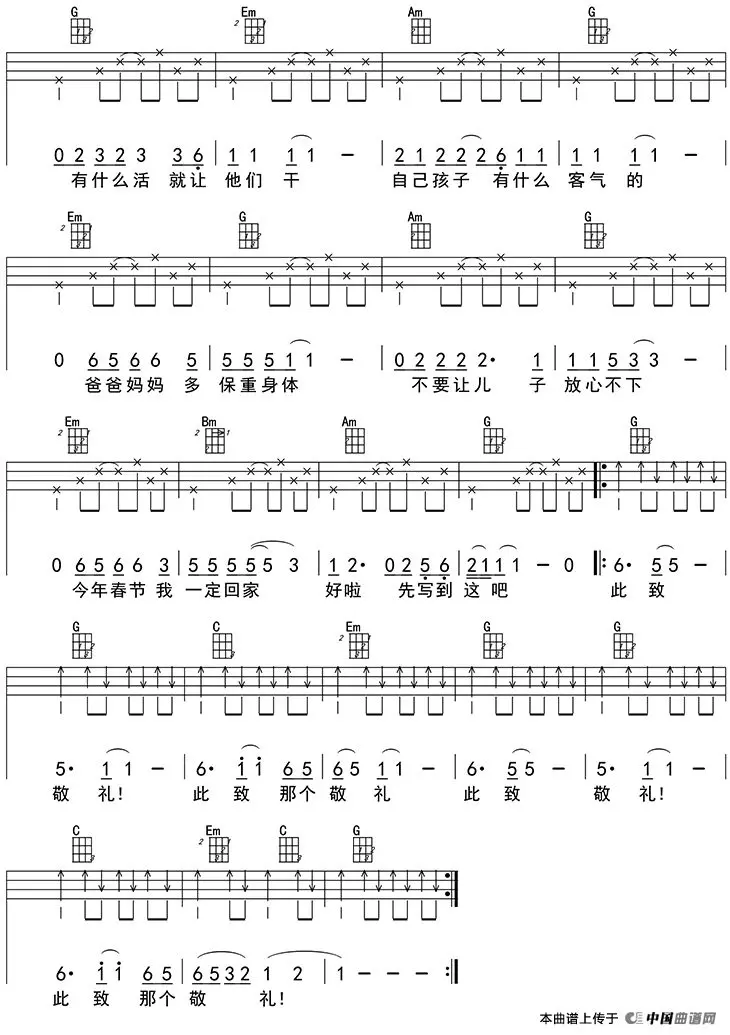 G Em Am G
0 2 3 2 3 3 6 1 1 1 1 - 2 1 2 2 2 6 1 1 1 1 1 1 -
有什么活 就让 他们 干 自己孩子 有什么 客气 的
Em G Am G
0 6 5 6 6 5 5 5 5 1 1 - 0 2 2 2 2 2· 1 1 1 5 3 3 -
爸爸妈妈 多 保重身体 不要让儿 子 放心不下
Em Bm Am G G
0 6 5 6 6 3 5 5 5 5 5 3 1 2· 0 2 5 6 2 1 1 1 - 0 6· 5 5 -
今年春节 我 一定回家 好啦 先写到 这 吧 此 致
G C Em G G
5· 1 1 - 6· 1 1 6 5 6 5 1 1 - 6· 5 5 - 5· 1 1 -
敬 礼! 此 致 那个 敬 礼 此 致 敬 礼!
C Em C G
6· 1 1 6 5 6 5 3 2 1 2 1 - - -
此 致 那个 敬 礼!
本曲谱上传于 中国曲谱网